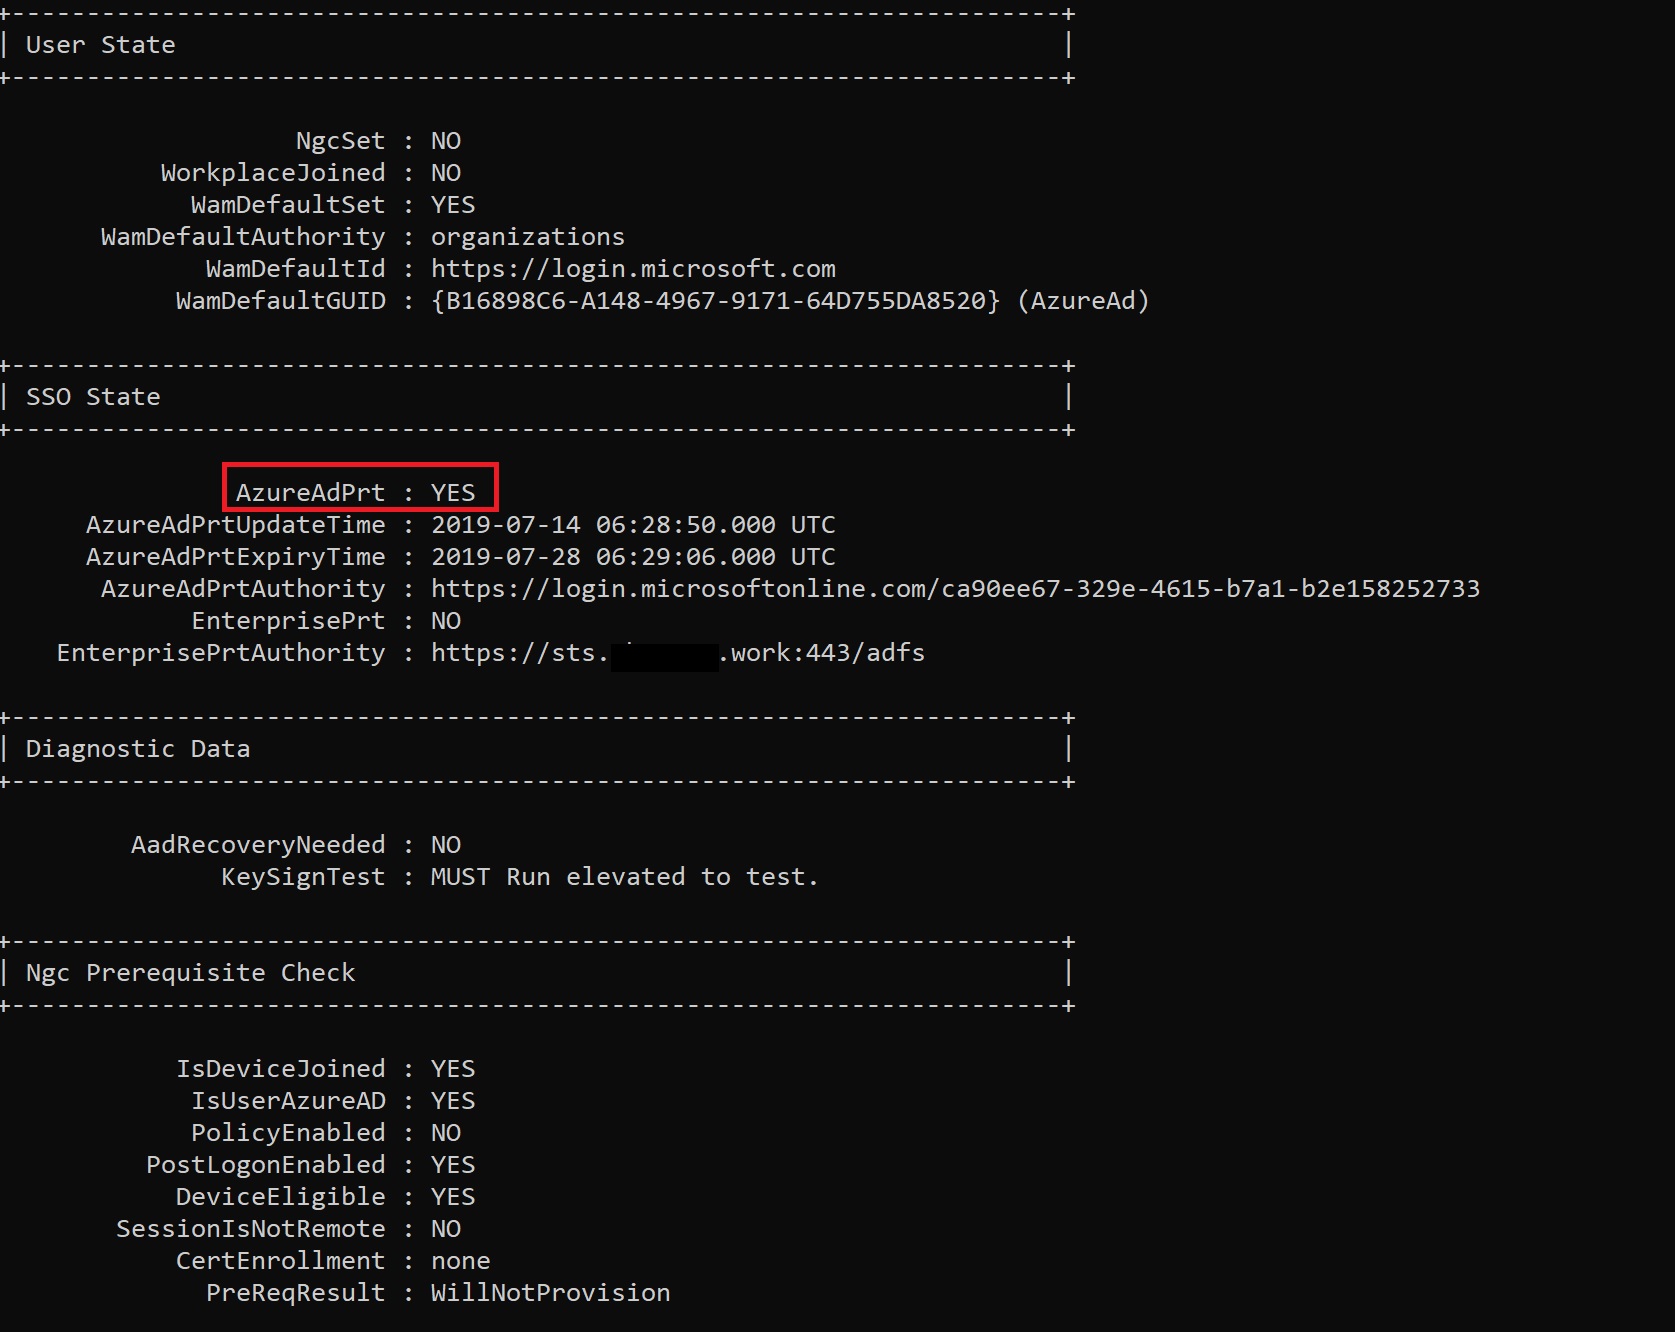 +----------------------------------------------------------------------+
| User State                                                           |
+----------------------------------------------------------------------+
NgcSet : NO
WorkplaceJoined : NO
WamDefaultSet : YES
WamDefaultAuthority : organizations
WamDefaultId : https://login.microsoft.com
WamDefaultGUID : {B16898C6-A148-4967-9171-64D755DA8520} (AzureAd)
+----------------------------------------------------------------------+
| SSO State                                                            |
+----------------------------------------------------------------------+
AzureAdPrt : YES
AzureAdPrtUpdateTime : 2019-07-14 06:28:50.000 UTC
AzureAdPrtExpiryTime : 2019-07-28 06:29:06.000 UTC
AzureAdPrtAuthority : https://login.microsoftonline.com/ca90ee67-329e-4615-b7a1-b2e158252733
EnterprisePrt : NO
EnterprisePrtAuthority : https://sts. .work:443/adfs
+----------------------------------------------------------------------+
| Diagnostic Data                                                      |
+----------------------------------------------------------------------+
AadRecoveryNeeded : NO
KeySignTest : MUST Run elevated to test.
+----------------------------------------------------------------------+
| Ngc Prerequisite Check                                               |
+----------------------------------------------------------------------+
IsDeviceJoined : YES
IsUserAzureAD : YES
PolicyEnabled : NO
PostLogonEnabled : YES
DeviceEligible : YES
SessionIsNotRemote : NO
CertEnrollment : none
PreReqResult : WillNotProvision